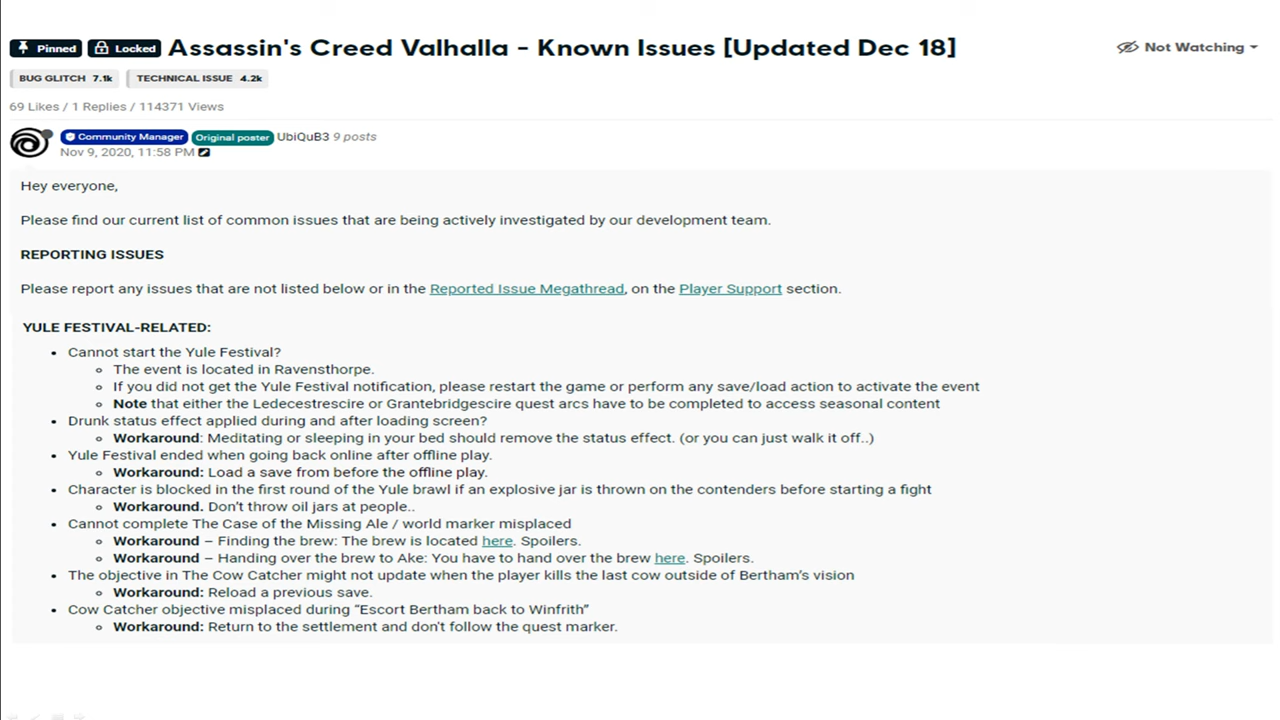 Pinned Locked Assassin's Creed Valhalla - Known Issues [Updated Dec 18] Not Watching
BUG GLITCH 7.1k TECHNICAL ISSUE 4.2k
69 Likes / 1 Replies / 114371 Views
Community Manager Original poster UbiQuB3 9 posts
Nov 9, 2020, 11:58 PM
Hey everyone,
Please find our current list of common issues that are being actively investigated by our development team.
REPORTING ISSUES
Please report any issues that are not listed below or in the Reported Issue Megathread, on the Player Support section.
YULE FESTIVAL-RELATED:
• Cannot start the Yule Festival?
○ The event is located in Ravensthorpe.
○ If you did not get the Yule Festival notification, please restart the game or perform any save/load action to activate the event
○ Note that either the Ledecestrescire or Grantebridgescire quest arcs have to be completed to access seasonal content
• Drunk status effect applied during and after loading screen?
○ Workaround: Meditating or sleeping in your bed should remove the status effect. (or you can just walk it off..)
• Yule Festival ended when going back online after offline play.
○ Workaround: Load a save from before the offline play.
• Character is blocked in the first round of the Yule brawl if an explosive jar is thrown on the contenders before starting a fight
○ Workaround. Don't throw oil jars at people..
• Cannot complete The Case of the Missing Ale / world marker misplaced
○ Workaround – Finding the brew: The brew is located here. Spoilers.
○ Workaround – Handing over the brew to Ake: You have to hand over the brew here. Spoilers.
• The objective in The Cow Catcher might not update when the player kills the last cow outside of Bertham's vision
○ Workaround: Reload a previous save.
• Cow Catcher objective misplaced during “Escort Bertham back to Winfrith”
○ Workaround: Return to the settlement and don't follow the quest marker.